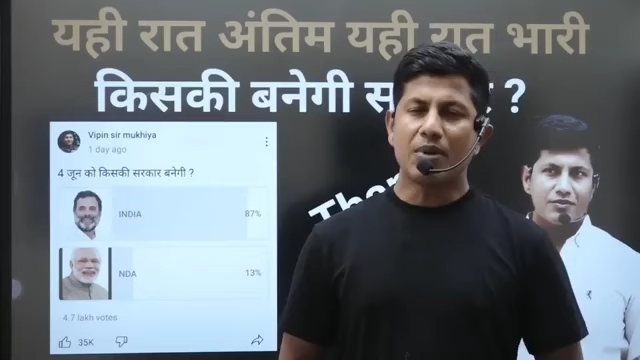 यही रात अंतिम यही रात भारी
किसकी बनेगी स ?
Vipin sir mukhiya
1 day ago
4 जून को किसकी सरकार बनेगी ?
INDIA 87%
NDA 13%
4.7 lakh votes
35K